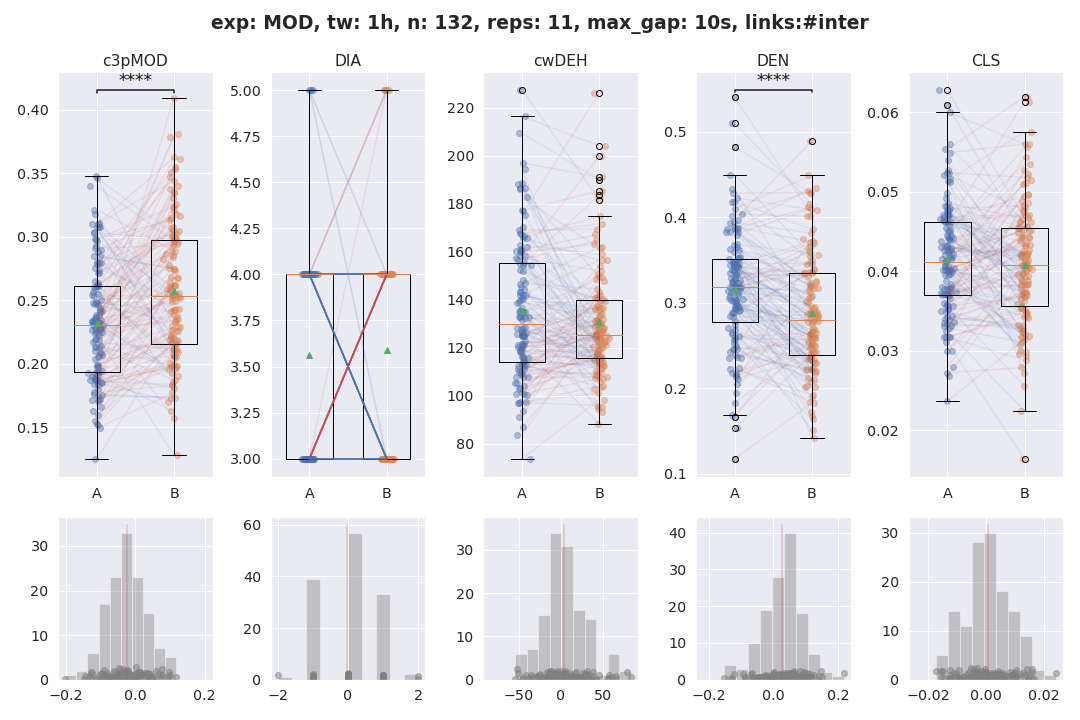 exp: MOD, tw: 1h, n: 132, reps: 11, max_gap: 10s, links:#inter
c3pMOD DIA cwDEH DEN CLS
**** ****
0.40 0.35 0.30 0.25 0.20 0.15
5.00 4.75 4.50 4.25 4.00 3.75 3.50 3.25 3.00
220 200 180 160 140 120 100 80
0.5 0.4 0.3 0.2 0.1
0.06 0.05 0.04 0.03 0.02
A B A B A B A B A B
30 20 10 0
60 40 20 0
30 20 10 0
40 30 20 10 0
30 20 10 0
−0.2 0.0 0.2
−2 0 2
−50 0 50
−0.2 0.0 0.2
−0.02 0.00 0.02